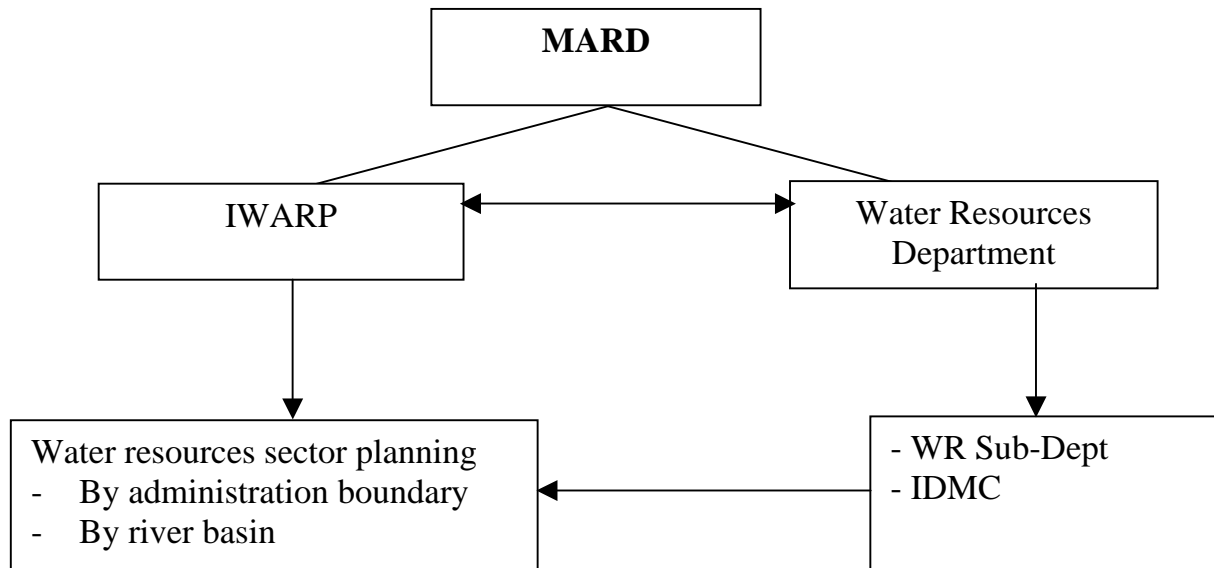 MARD
IWARP
Water Resources
Department
Water resources sector planning
- By administration boundary
- By river basin
- WR Sub-Dept
- IDMC